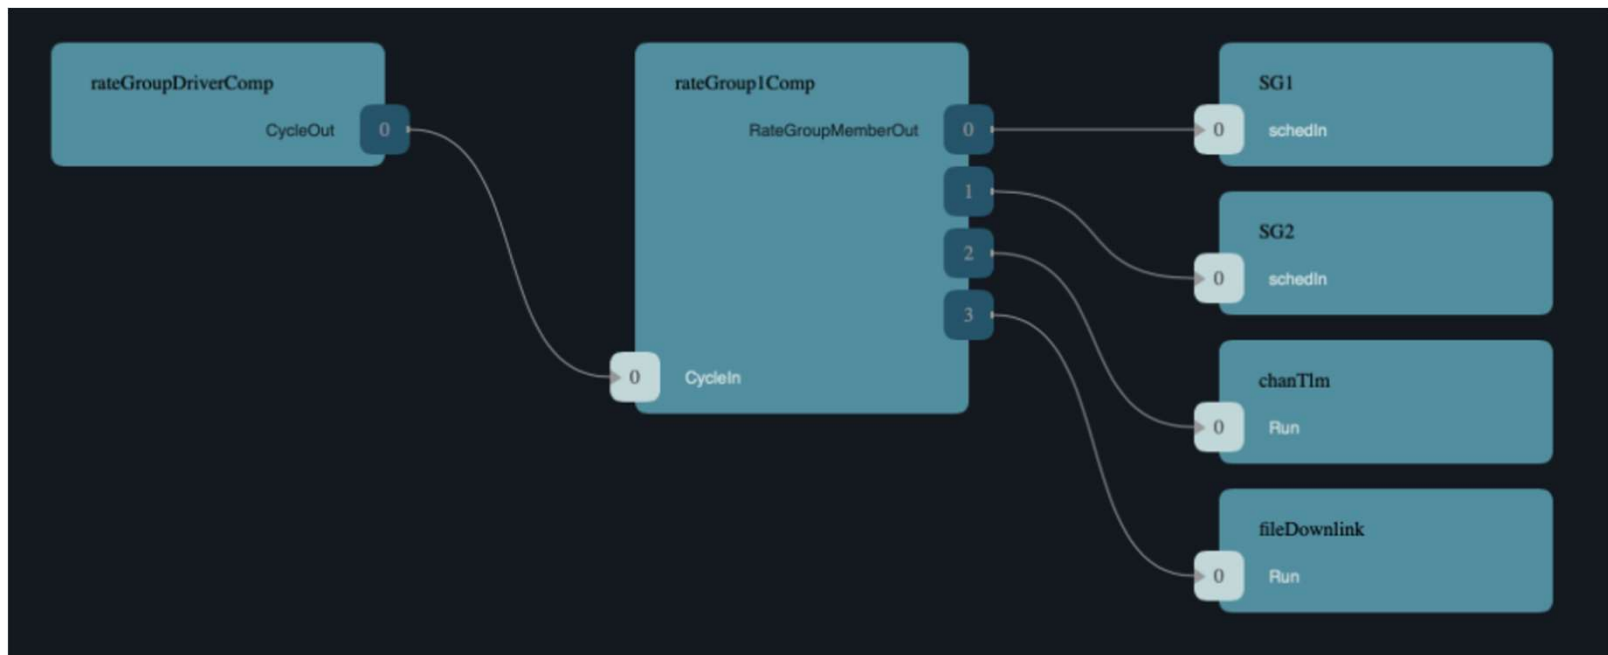 rateGroupDriverComp
CycleOut 0
rateGroup1Comp
RateGroupMemberOut 0
1
2
3
0 CycleIn
SG1
0 schedIn
SG2
0 schedIn
chanTlm
0 Run
fileDownlink
0 Run